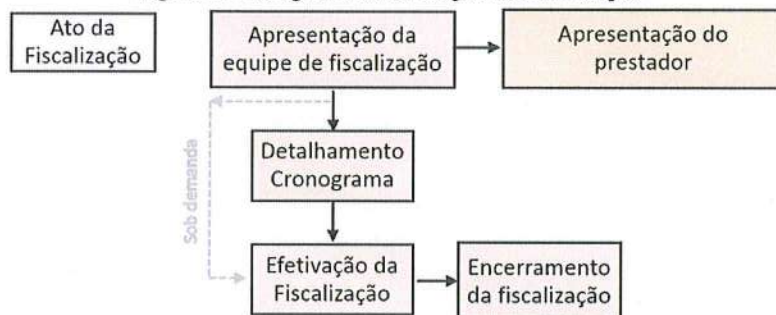 Ato da
Fiscalização
Apresentação da
equipe de fiscalização
Apresentação do
prestador
Detalhamento
Cronograma
Sob demanda
Efetivação da
Fiscalização
Encerramento
da fiscalização